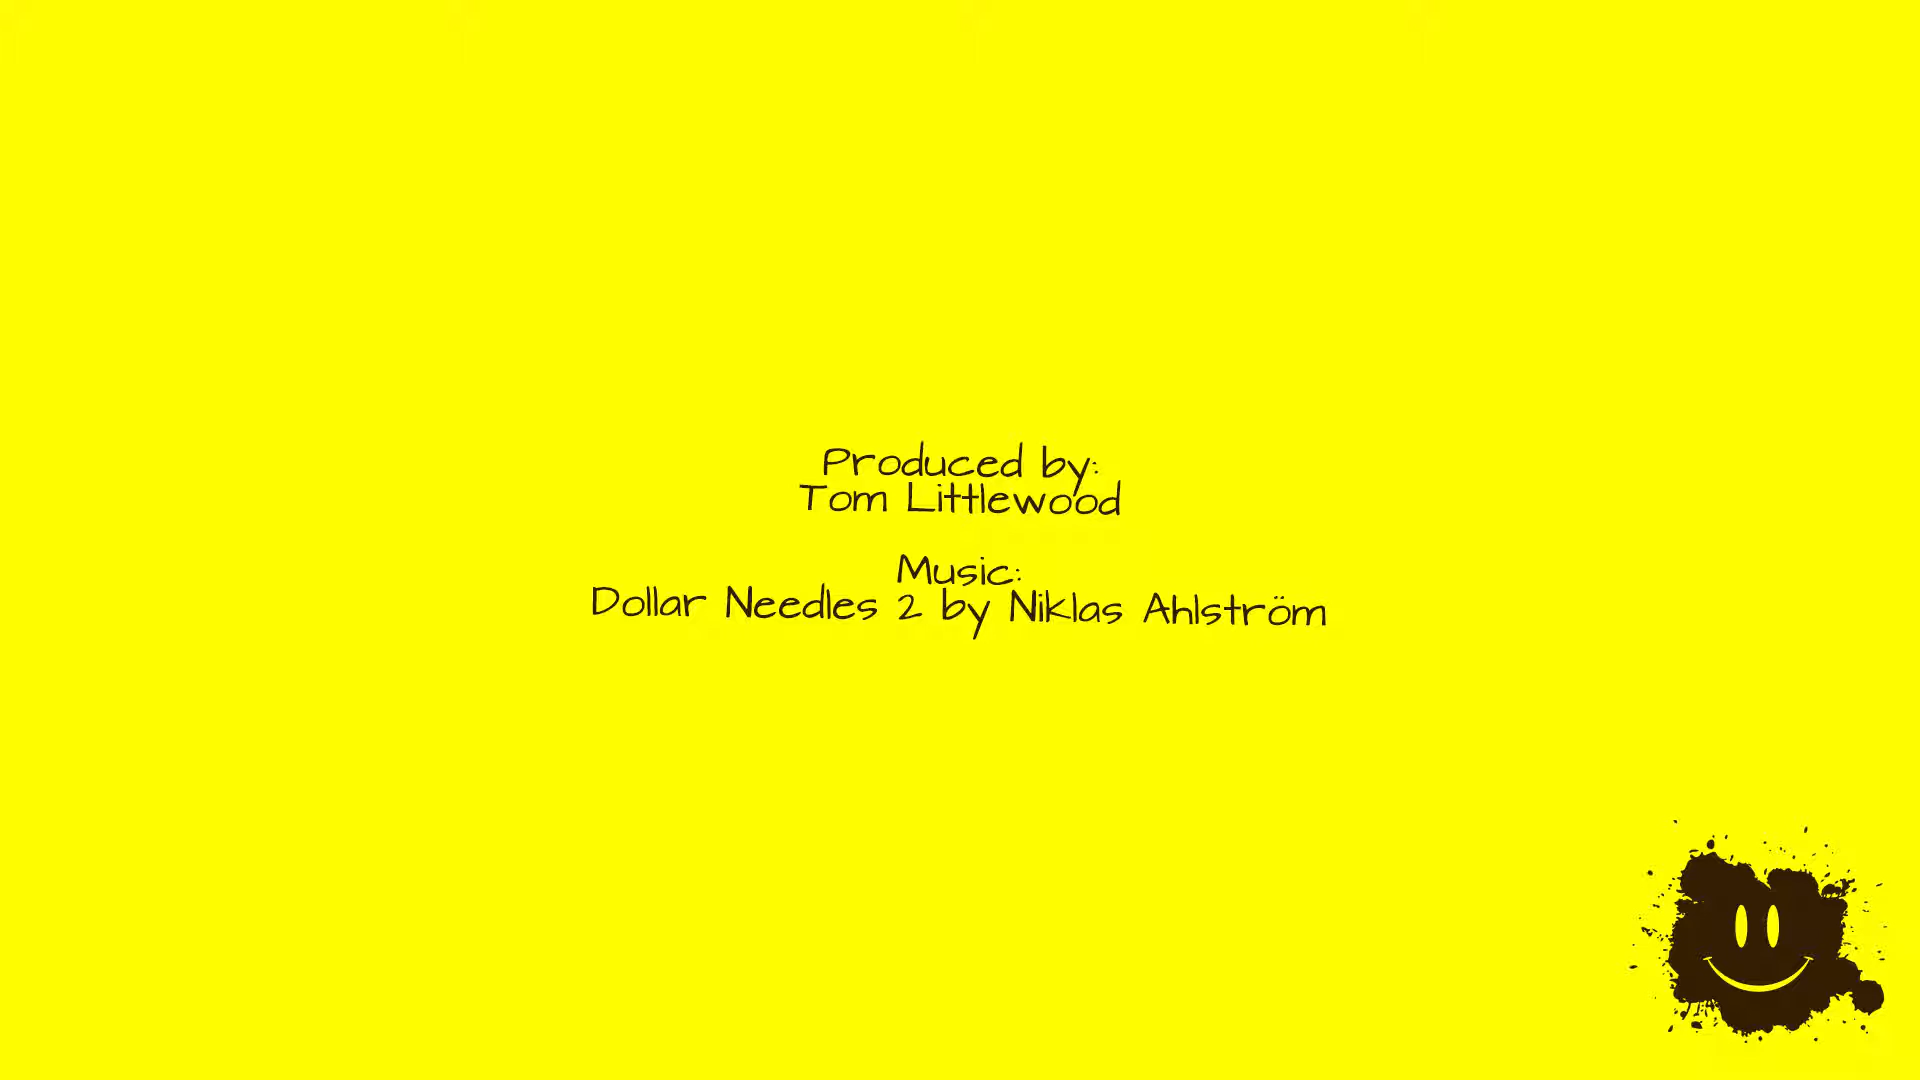 Produced by:
Tom Littlewood
Music:
Dollar Needles 2 by Niklas Ahlström